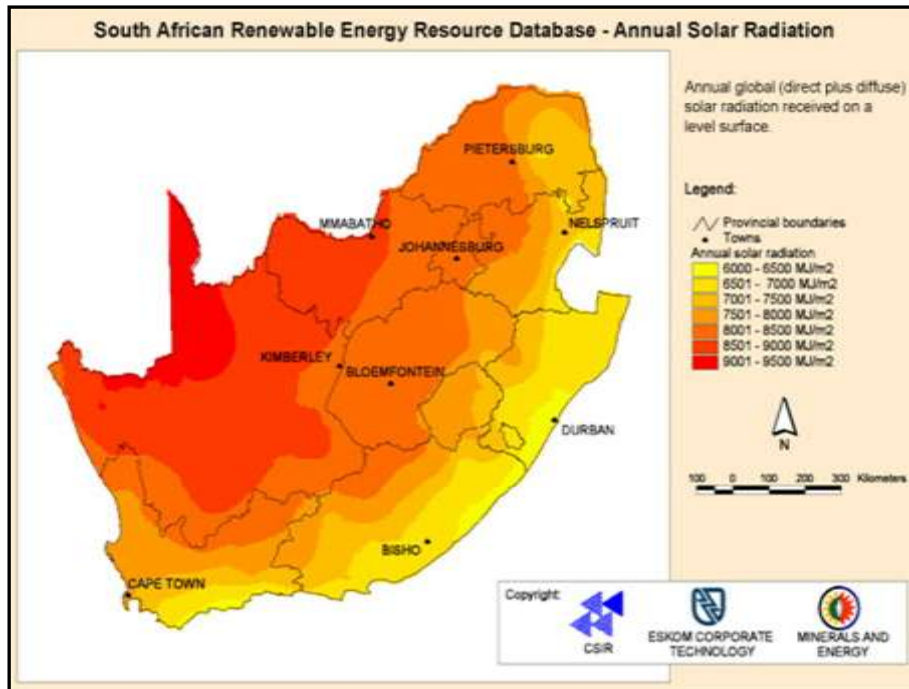 South African Renewable Energy Resource Database - Annual Solar Radiation
Annual global (direct plus diffuse)
solar radiation received on a
level surface.
PIETERSBURG
Legend:
MMABATHO
NELSPRUIT
JOHANNESBURG
Provincial boundaries
Towns
Annual solar radiation
6000 - 6500 MJ/m2
6501 - 7000 MJ/m2
7001 - 7500 MJ/m2
7501 - 8000 MJ/m2
8001 - 8500 MJ/m2
8501 - 9000 MJ/m2
9001 - 9500 MJ/m2
KIMBERLEY
BLOEMFONTEIN
DURBAN
N
100 0 100 200 300 Kilometers
BISHO
CAPE TOWN
Copyright:
CSIR
ESKOM CORPORATE
TECHNOLOGY
MINERALS AND
ENERGY